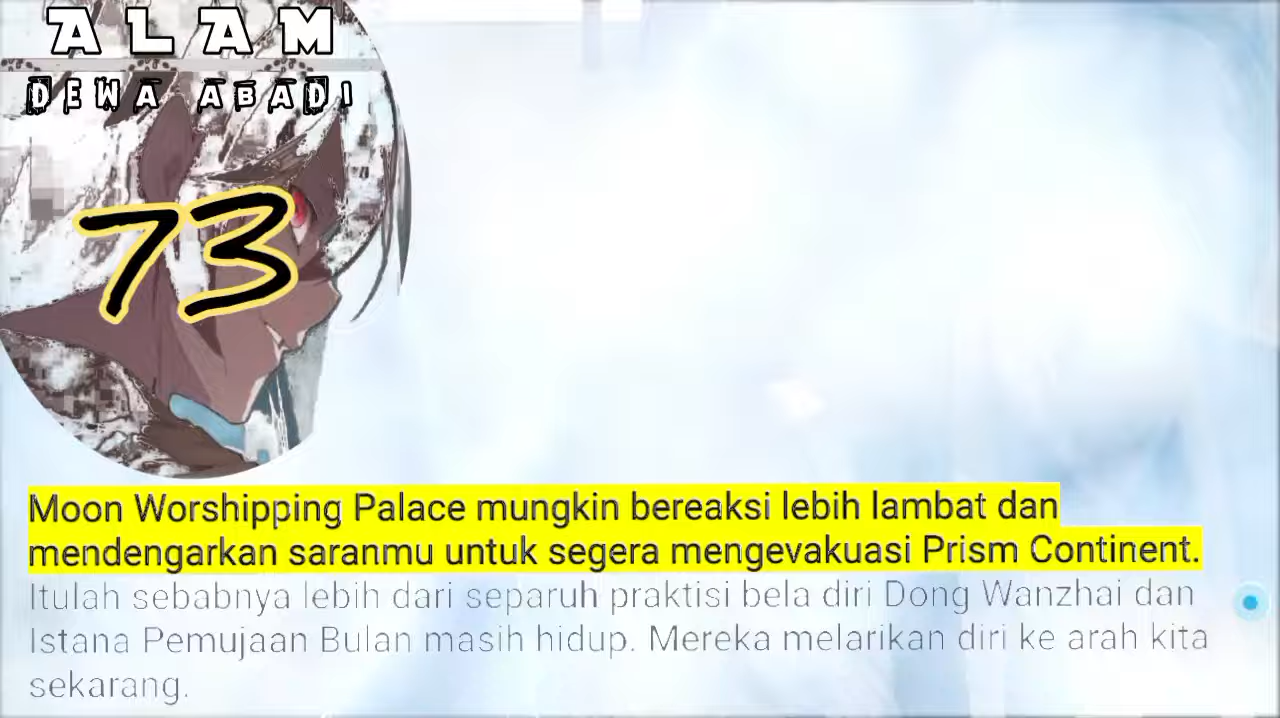 ALAM
DEWA ABADI
73
Moon Worshipping Palace mungkin bereaksi lebih lambat dan
mendengarkan saranmu untuk segera mengevakuasi Prism Continent.
Itulah sebabnya lebih dari separuh praktisi bela diri Dong Wanzhai dan
Istana Pemujaan Bulan masih hidup. Mereka melarikan diri ke arah kita
sekarang.